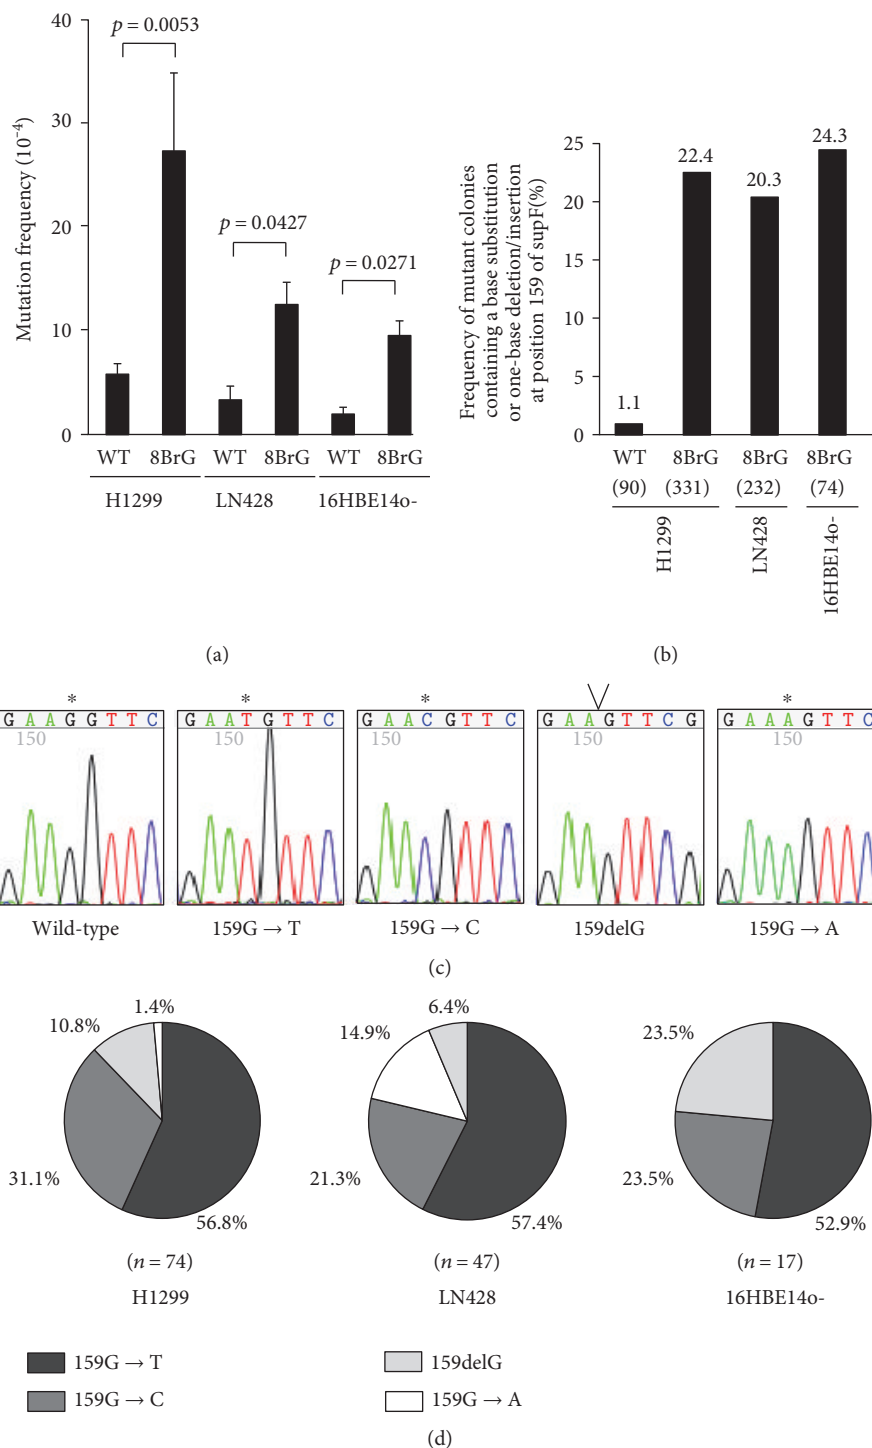 40
30
20
10
0
Mutation frequency (10⁻⁴)
p = 0.0053
p = 0.0427
p = 0.0271
WT 8BrG WT 8BrG WT 8BrG
H1299 LN428 16HBE14o-
(a)
Frequency of mutant colonies
containing a base substitution
or one-base deletion/insertion
at position 159 of supF(%)
25
20
15
10
5
0
1.1
22.4
20.3
24.3
WT 8BrG 8BrG 8BrG
(90) (331) (232) (74)
H1299
LN428
16HBE14o-
(b)
* * * *
G A A G G T T C
G A A T G T T C
G A A C G T T C
G A A G T T C G
G A A A G T T C
150 150 150 150 150
Wild-type 159G → T 159G → C 159delG 159G → A
(c)
1.4%
10.8%
31.1%
56.8%
(n = 74)
H1299
6.4%
14.9%
21.3%
57.4%
(n = 47)
LN428
23.5%
23.5%
52.9%
(n = 17)
16HBE14o-
159G → T
159G → C
159delG
159G → A
(d)